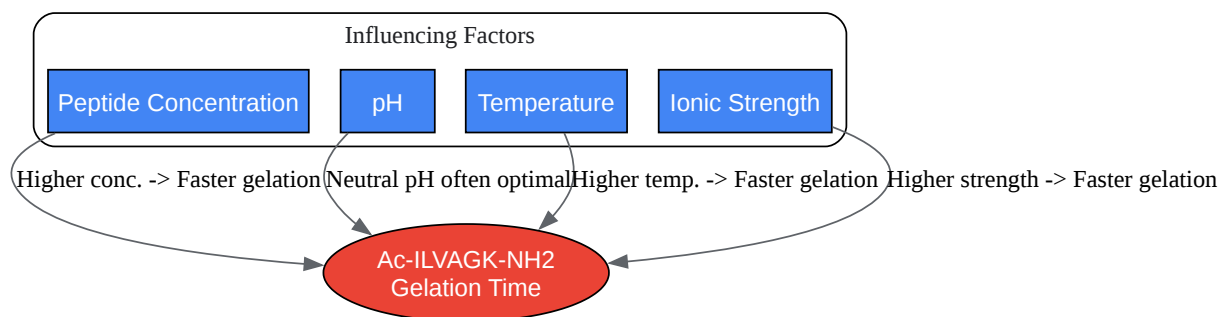 Influencing Factors
Peptide Concentration
pH
Temperature
Ionic Strength
Higher conc. -> Faster gelation
Neutral pH often optimal
Higher temp. -> Faster gelation
Higher strength -> Faster gelation
Ac-ILVAGK-NH2
Gelation Time